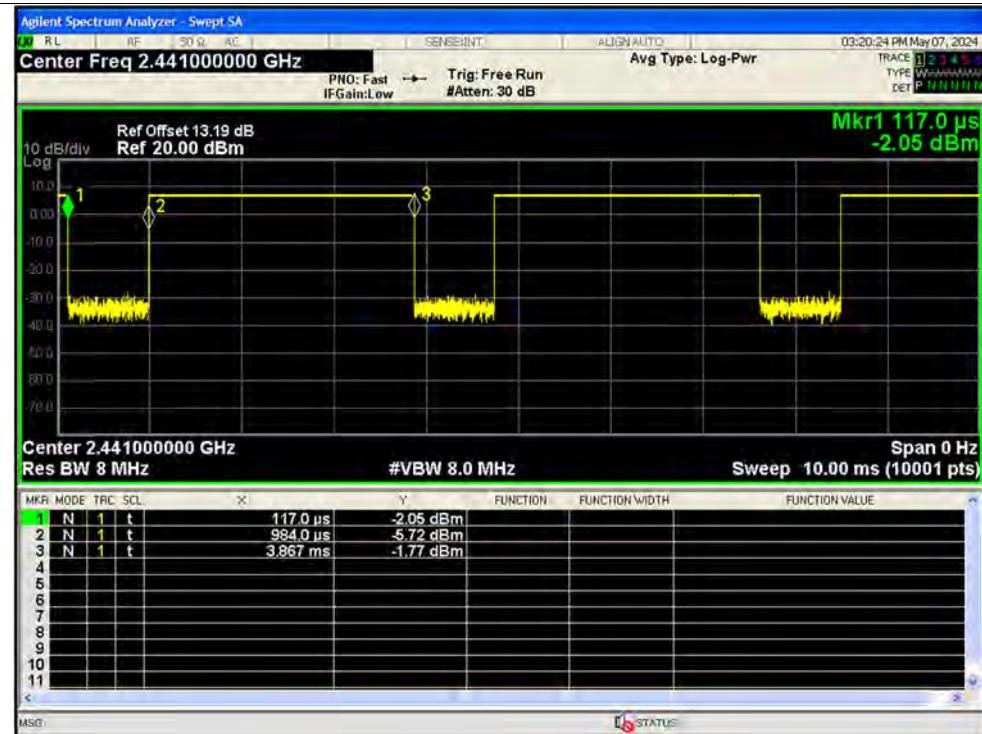 Agilent Spectrum Analyzer - Swept SA
RL RF 50 Ω AC SENSE:INT ALIGN AUTO 03:20:24 PM May 07, 2024
Center Freq 2.441000000 GHz Avg Type: Log-Pwr TRACE 1 2 3 4 5 6
PNO: Fast Trig: Free Run TYPE W
IFGain:Low #Atten: 30 dB DET P N N N N N
Mkr1 117.0 µs
Ref Offset 13.19 dB -2.05 dBm
10 dB/div Ref 20.00 dBm
Log
10.0
1
3
2
0.00
-10.0
-20.0
-30.0
-40.0
-60.0
-70.0
Center 2.441000000 GHz Span 0 Hz
Res BW 8 MHz #VBW 8.0 MHz Sweep 10.00 ms (10001 pts)
MKR MODE TRC SCL X Y FUNCTION FUNCTION WIDTH FUNCTION VALUE
1 N 1 t 117.0 µs -2.05 dBm
2 N 1 t 984.0 µs -5.72 dBm
3 N 1 t 3.867 ms -1.77 dBm
4
5
6
7
8
9
10
11
MSG STATUS